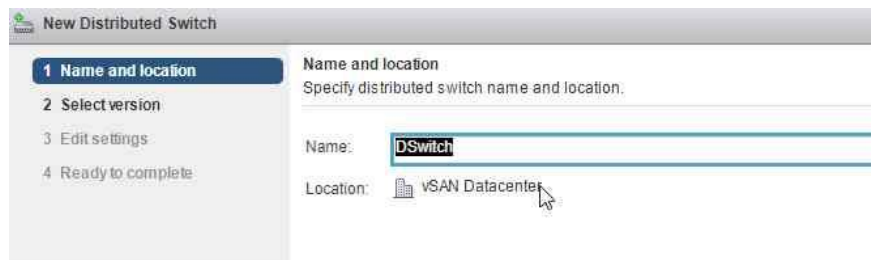 New Distributed Switch
1 Name and location
2 Select version
3 Edit settings
4 Ready to complete
Name and location
Specify distributed switch name and location.
Name: DSwitch
Location: vSAN Datacenter